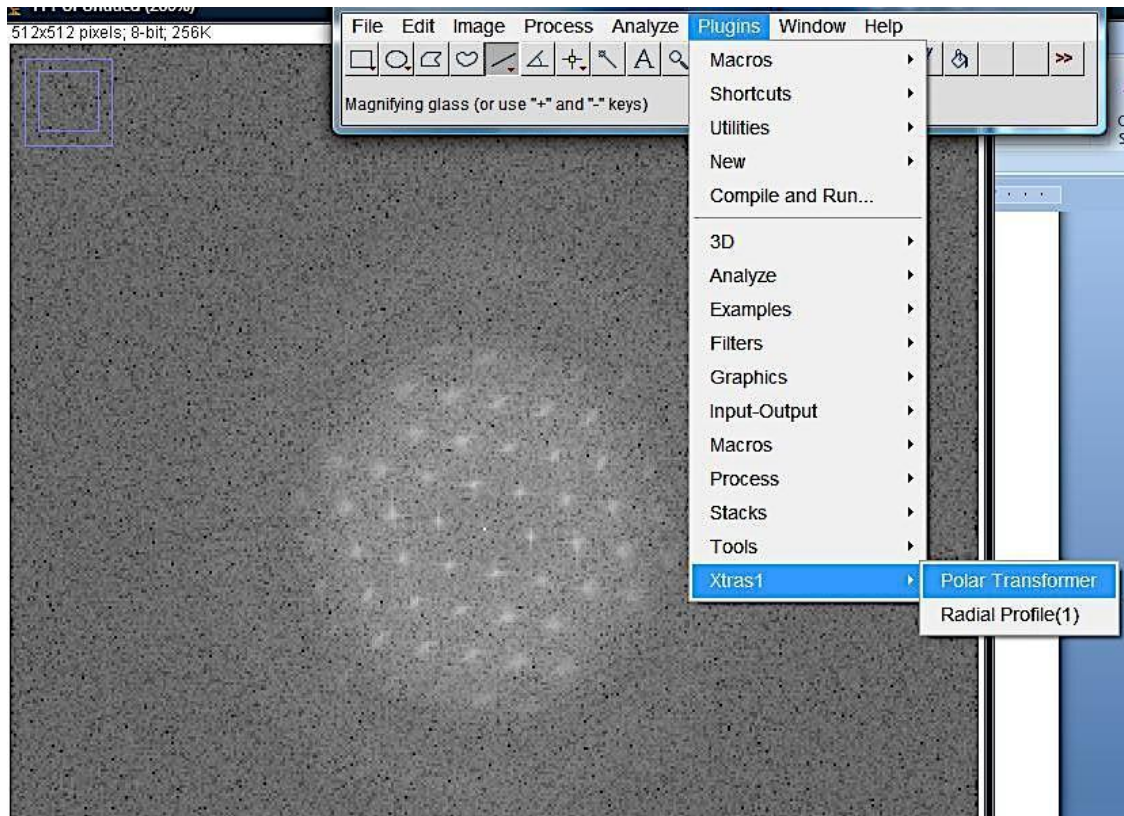 512x512 pixels; 8-bit; 256K
File Edit Image Process Analyze Plugins Window Help
A >>
Magnifying glass (or use "+" and "-" keys)
Macros
Shortcuts
Utilities
New
Compile and Run...
3D
Analyze
Examples
Filters
Graphics
Input-Output
Macros
Process
Stacks
Tools
Xtras1
Polar Transformer
Radial Profile(1)